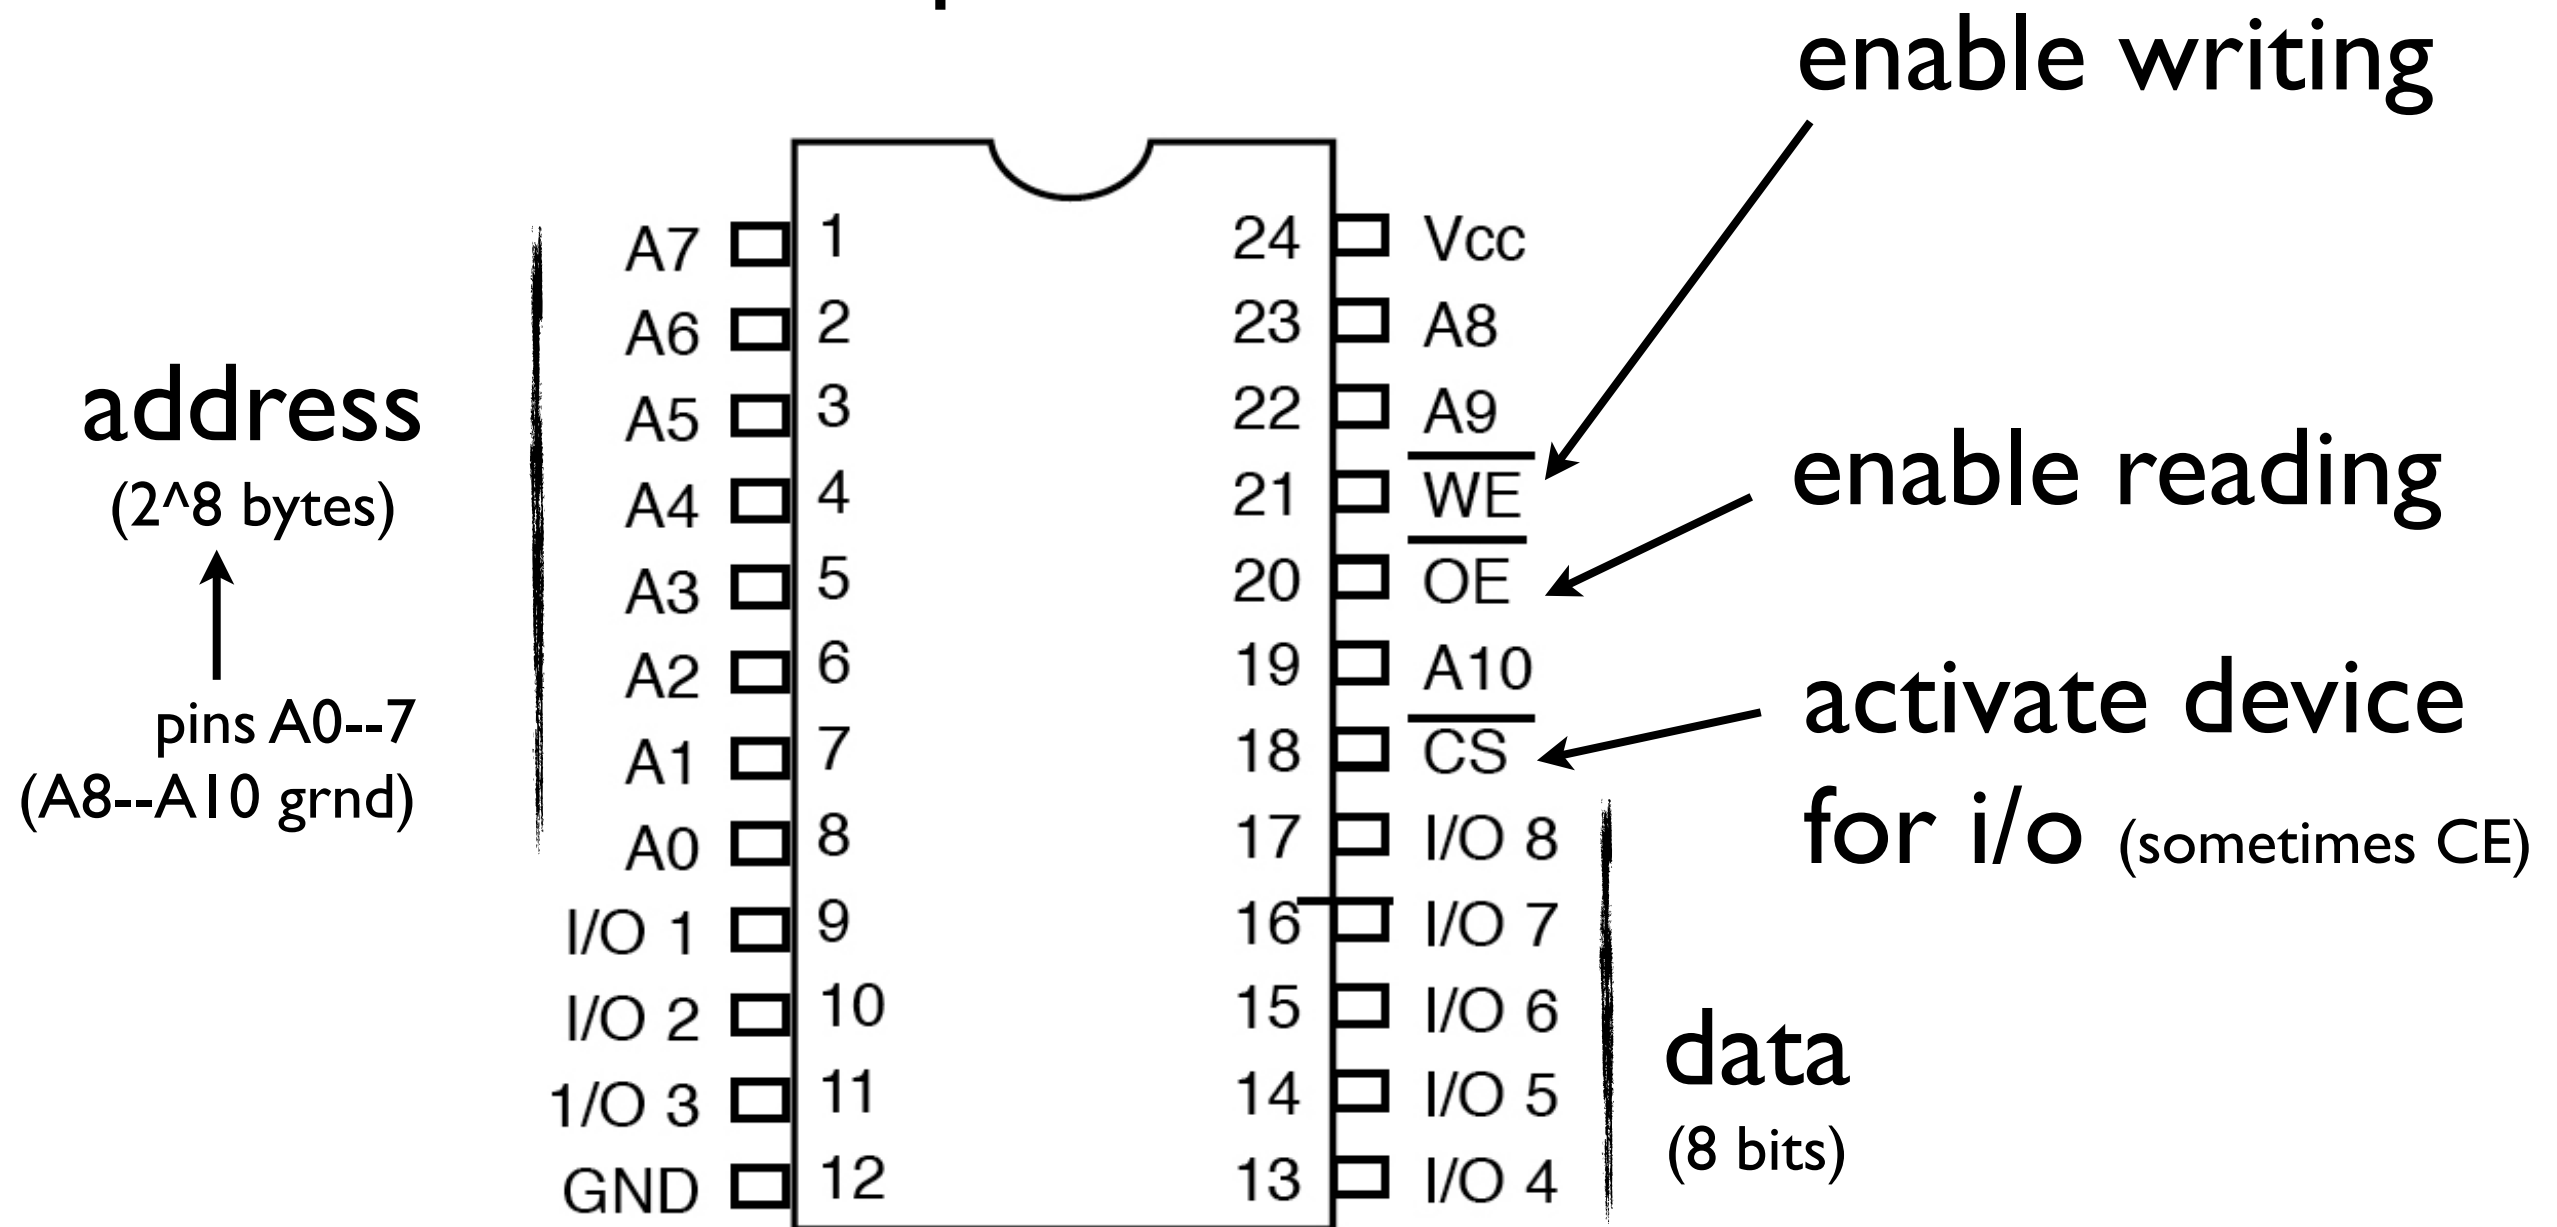 enable writing
address
(2^8 bytes)
pins A0--7
(A8--A10 grnd)
A7 1 24 Vcc
A6 2 23 A8
A5 3 22 A9
A4 4 21 WE
A3 5 20 OE
A2 6 19 A10
A1 7 18 CS
A0 8 17 I/O 8
I/O 1 9 16 I/O 7
I/O 2 10 15 I/O 6
1/O 3 11 14 I/O 5
GND 12 13 I/O 4
enable reading
activate device
for i/o (sometimes CE)
data
(8 bits)